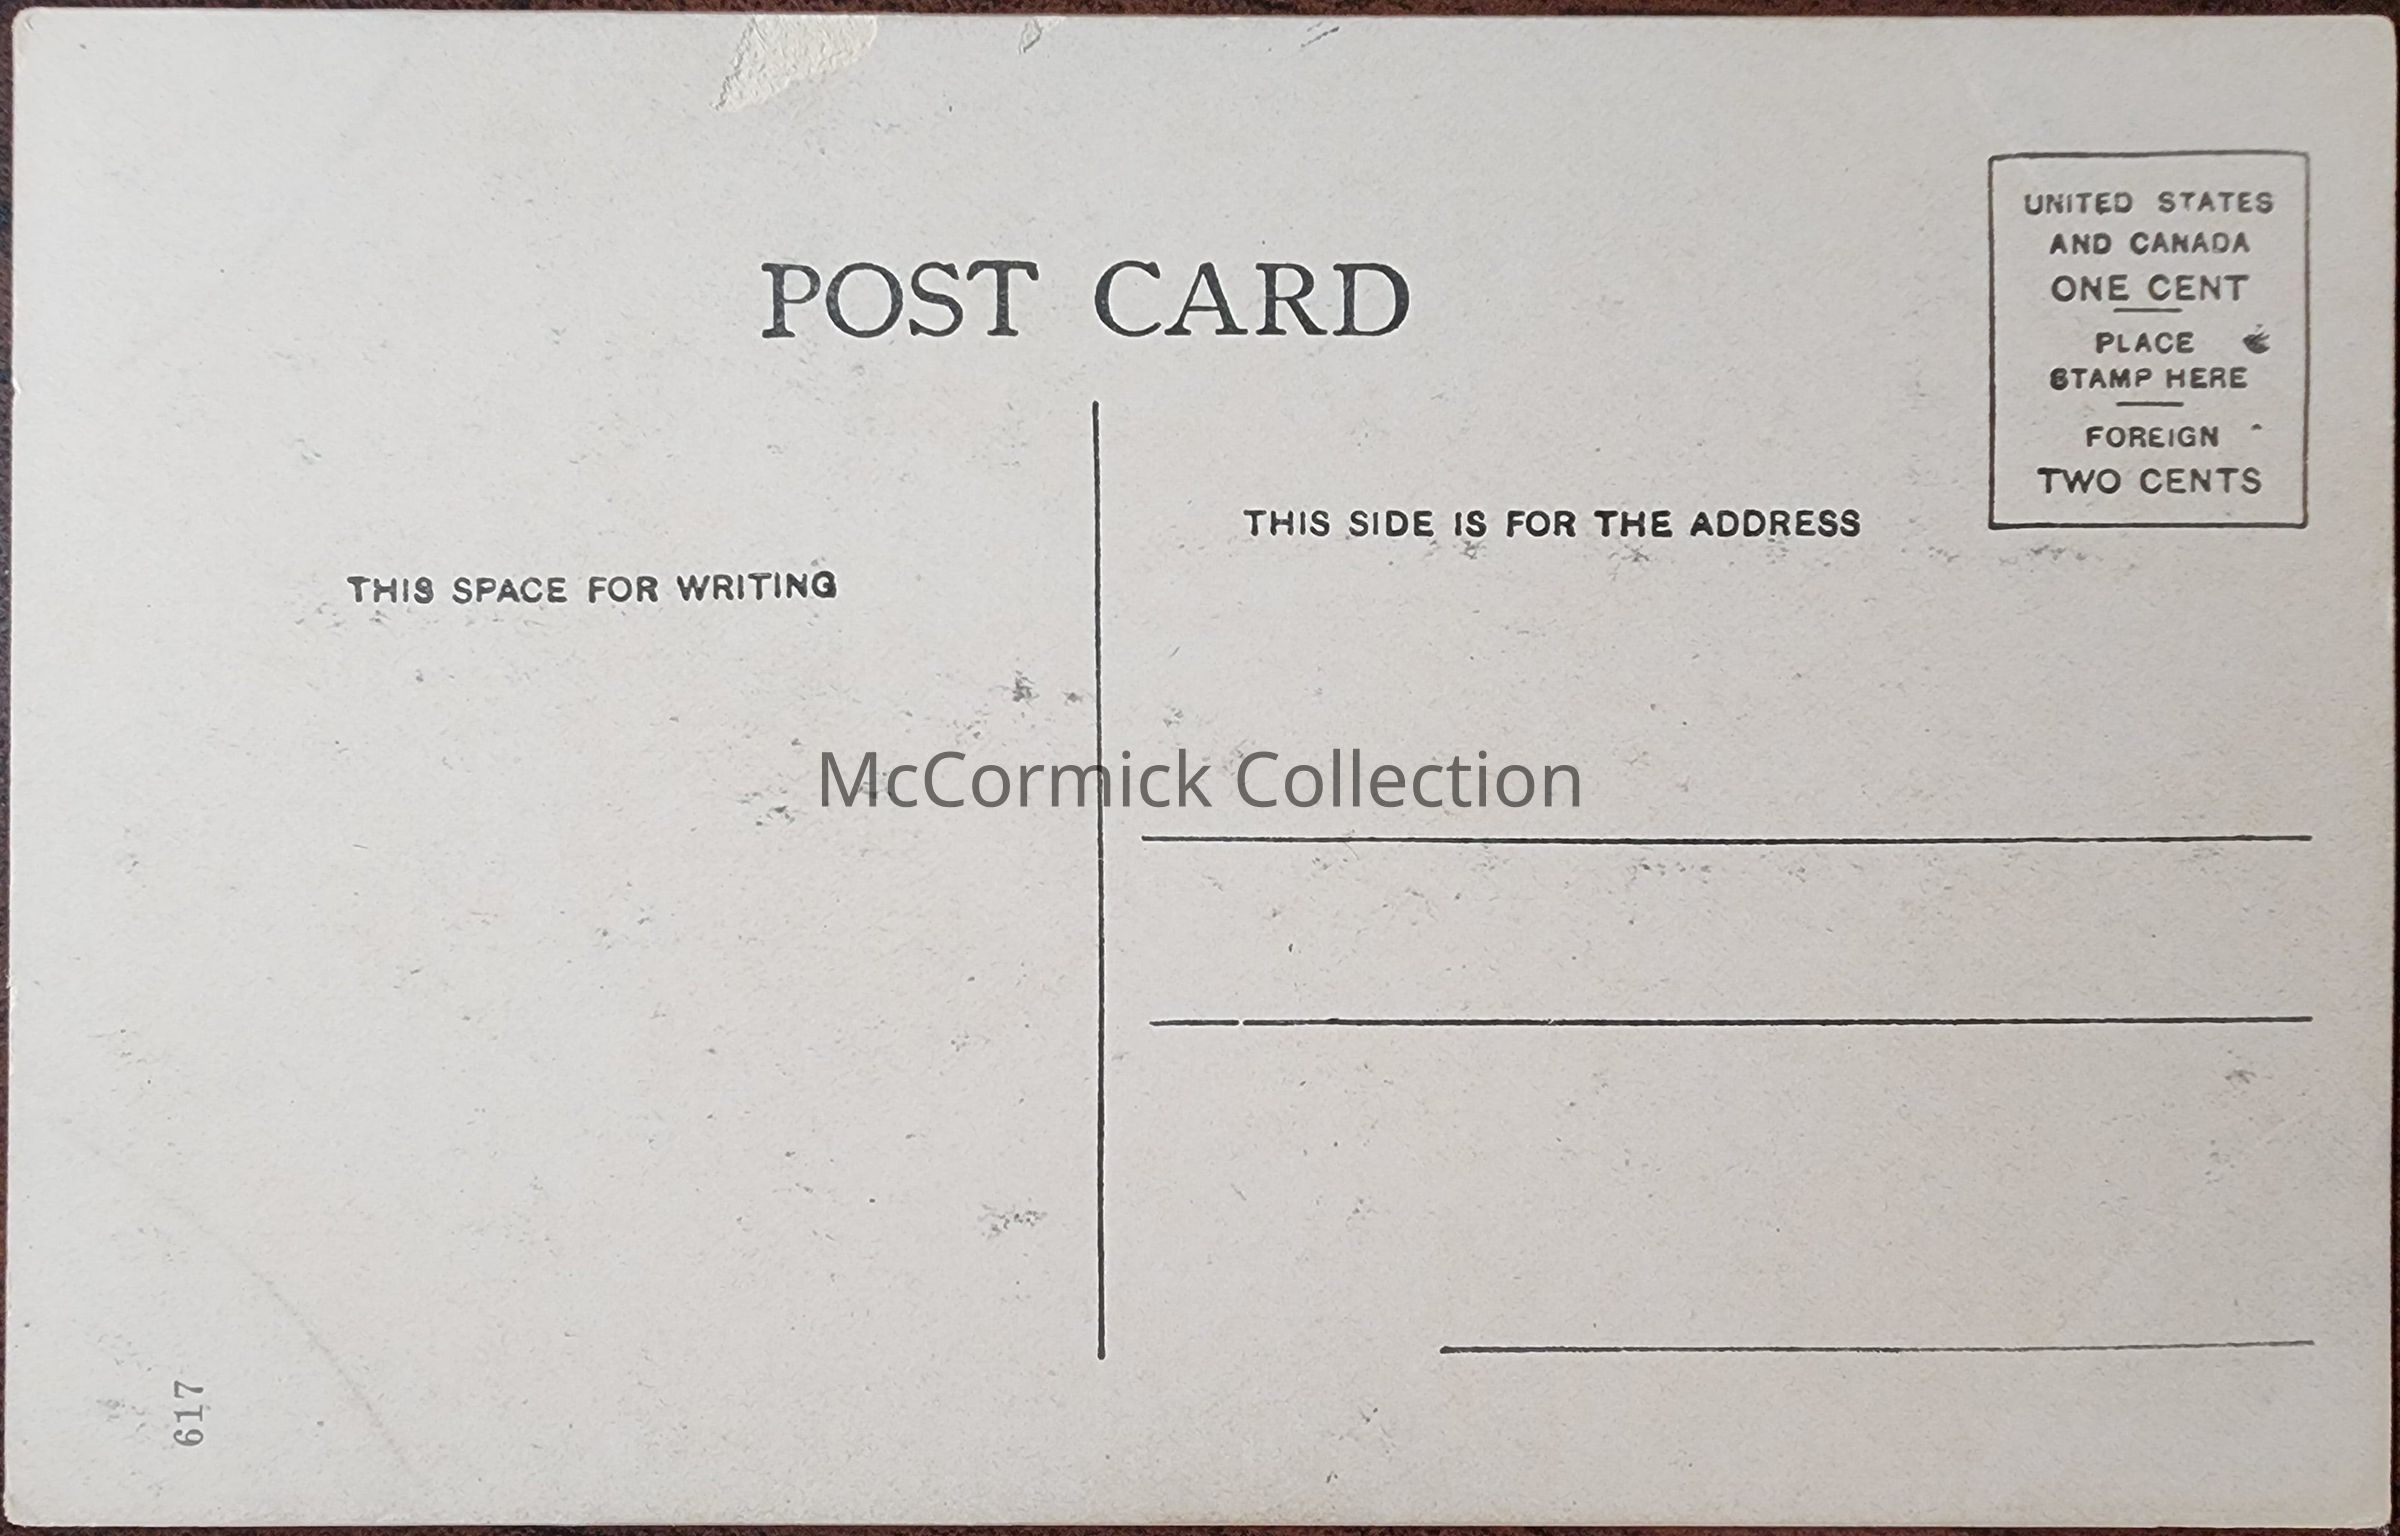 POST CARD
UNITED STATES
AND CANADA
ONE CENT
PLACE
STAMP HERE
FOREIGN
TWO CENTS
THIS SPACE FOR WRITING
THIS SIDE IS FOR THE ADDRESS
McCormick Collection
617